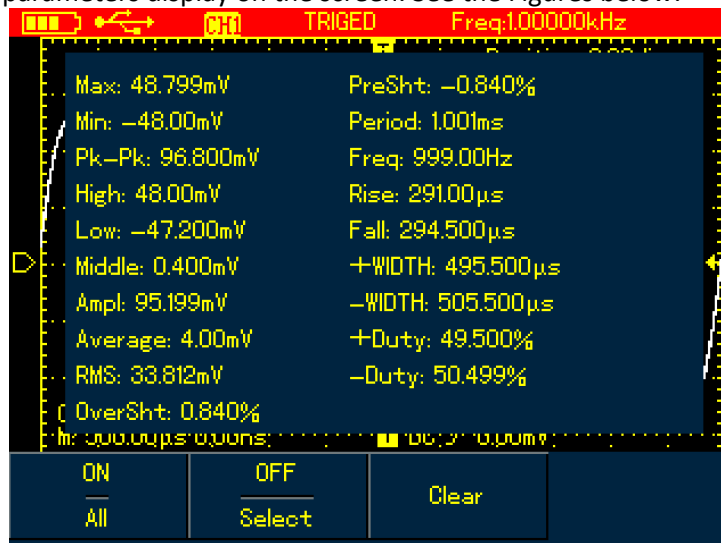 parameters display on the screen. See the Figures below:
CH1 TRIGED Freq:1.00000kHz
Max: 48.799mV PreSht: –0.840%
Min: –48.00mV Period: 1.001ms
Pk–Pk: 96.800mV Freq: 999.00Hz
High: 48.00mV Rise: 291.00µs
Low: –47.200mV Fall: 294.500µs
Middle: 0.400mV +WIDTH: 495.500µs
Ampl: 95.199mV –WIDTH: 505.500µs
Average: 4.00mV +Duty: 49.500%
RMS: 33.812mV –Duty: 50.499%
OverSht: 0.840%
ON OFF Clear
All Select